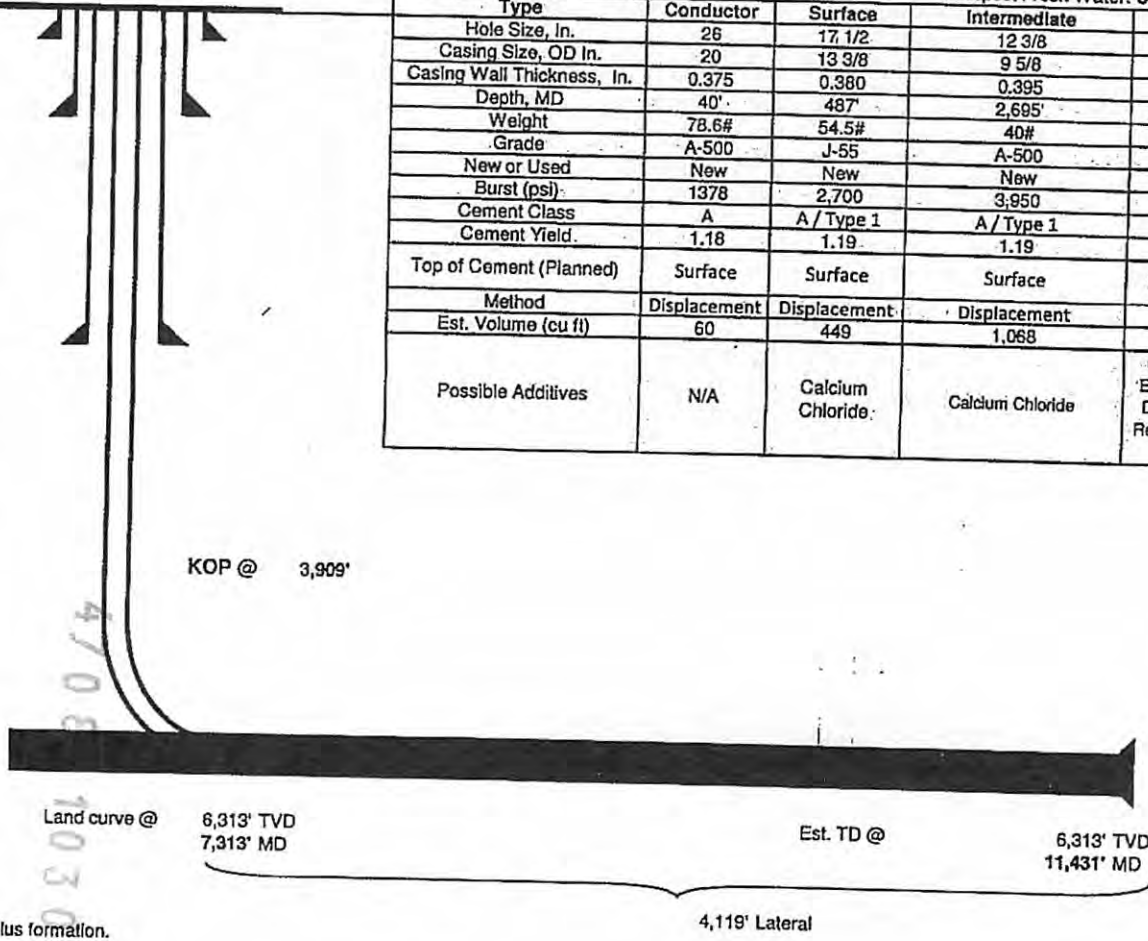 Fresh Water:
Type Conductor Surface Intermediate
Hole Size, In. 26 17 1/2 12 3/8
Casing Size, OD In. 20 13 3/8 9 5/8
Casing Wall Thickness, In. 0.375 0.380 0.395
Depth, MD 40' 487' 2,695'
Weight 78.6# 54.5# 40#
Grade A-500 J-55 A-500
New or Used New New New
Burst (psi) 1378 2,700 3,950
Cement Class A A / Type 1 A / Type 1
Cement Yield 1.18 1.19 1.19
Top of Cement (Planned) Surface Surface Surface
Method Displacement Displacement Displacement
Est. Volume (cu ft) 60 449 1,068
Possible Additives N/A Calcium Chloride Calcium Chloride
KOP @ 3,909'
Land curve @ 6,313' TVD
7,313' MD
Est. TD @ 6,313' TVD
11,431' MD
4,119' Lateral
lus formation.